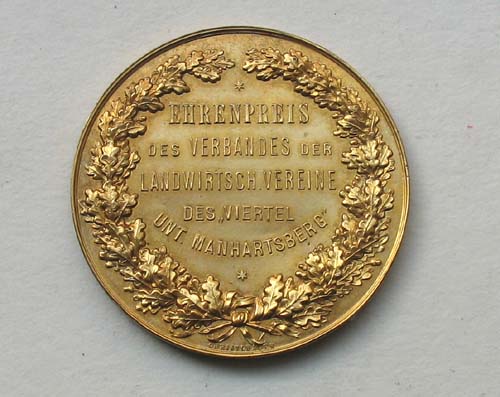 EHRENPREIS
DES VERBANDES DER
LANDWIRTSCH. VEREINE
DES „VIERTEL
UNT. MANHARTSBERG"